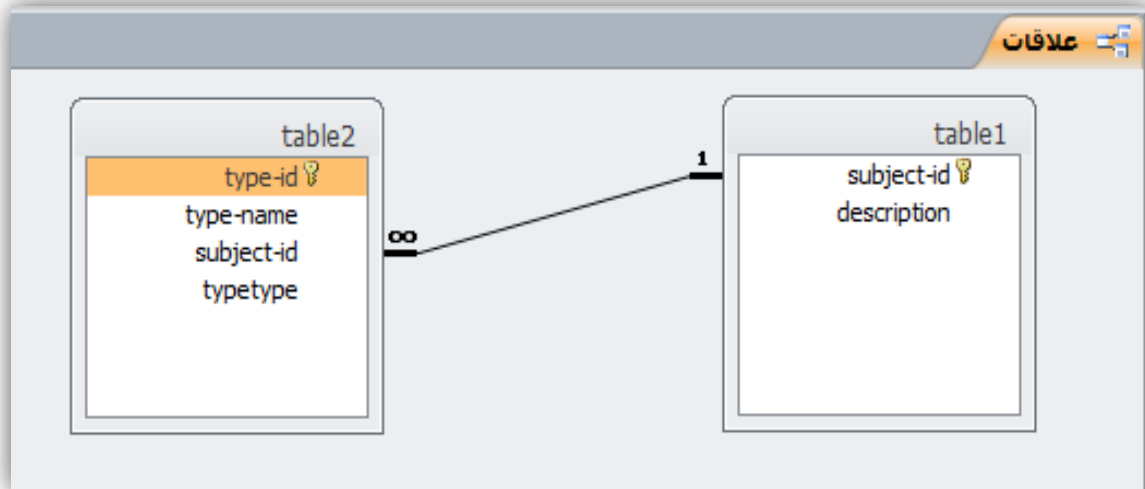 علاقات
table1
subject-id
description
1
∞
table2
type-id
type-name
subject-id
typetype